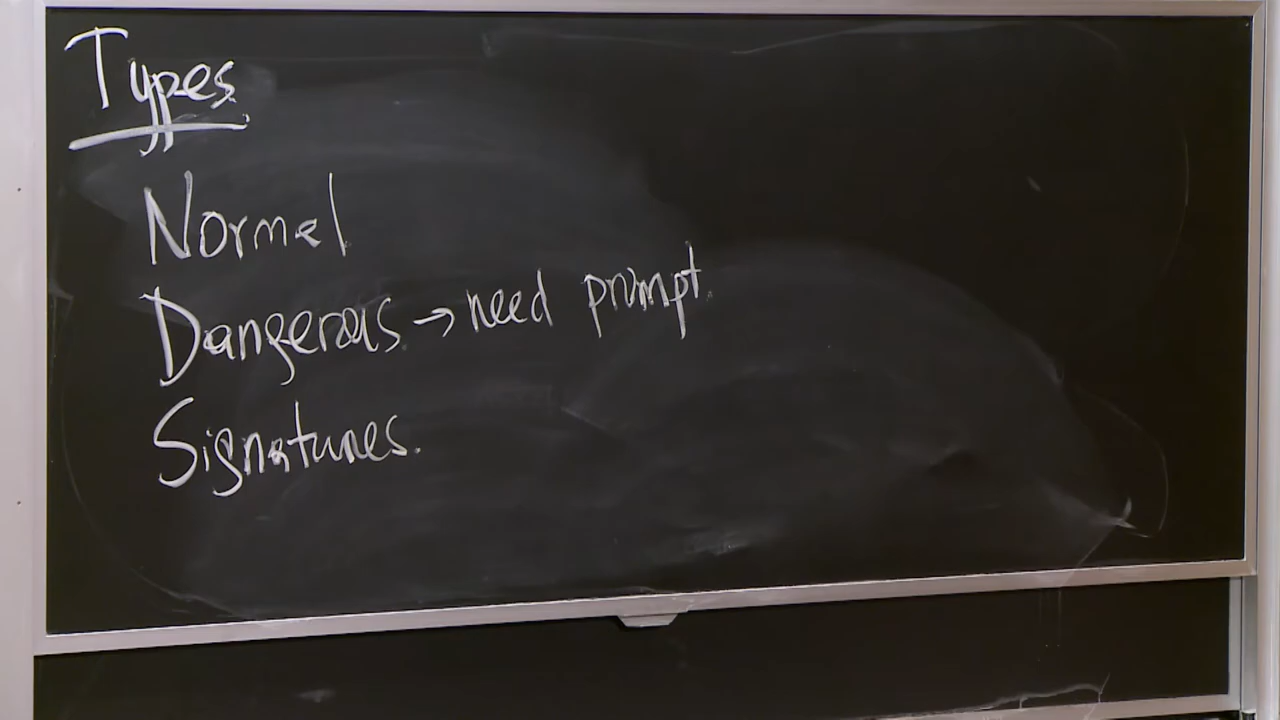 Types
Normal
Dangerous → need prompt.
Signatures.